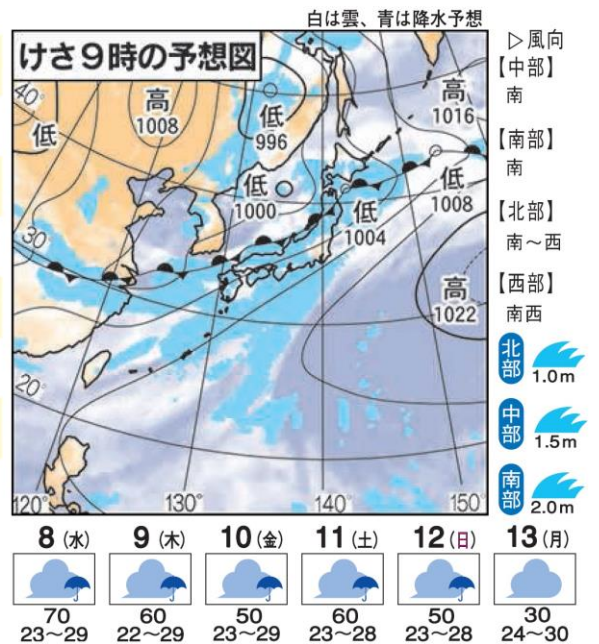 白は雲、青は降水予想
けさ9時の予想図
▷風向
【中部】
南
【南部】
南
【北部】
南～西
【西部】
南西
北部
1.0m
中部
1.5m
南部
2.0m
40°
低
高
1008
低
996
高
1016
低
1000
低
1004
低
1008
30
高
1022
20°
120° 130° 140° 150°
8(水) 9(木) 10(金) 11(土) 12(日) 13(月)
70 60 50 60 50 30
23～29 22～29 23～29 23～28 23～28 24～30